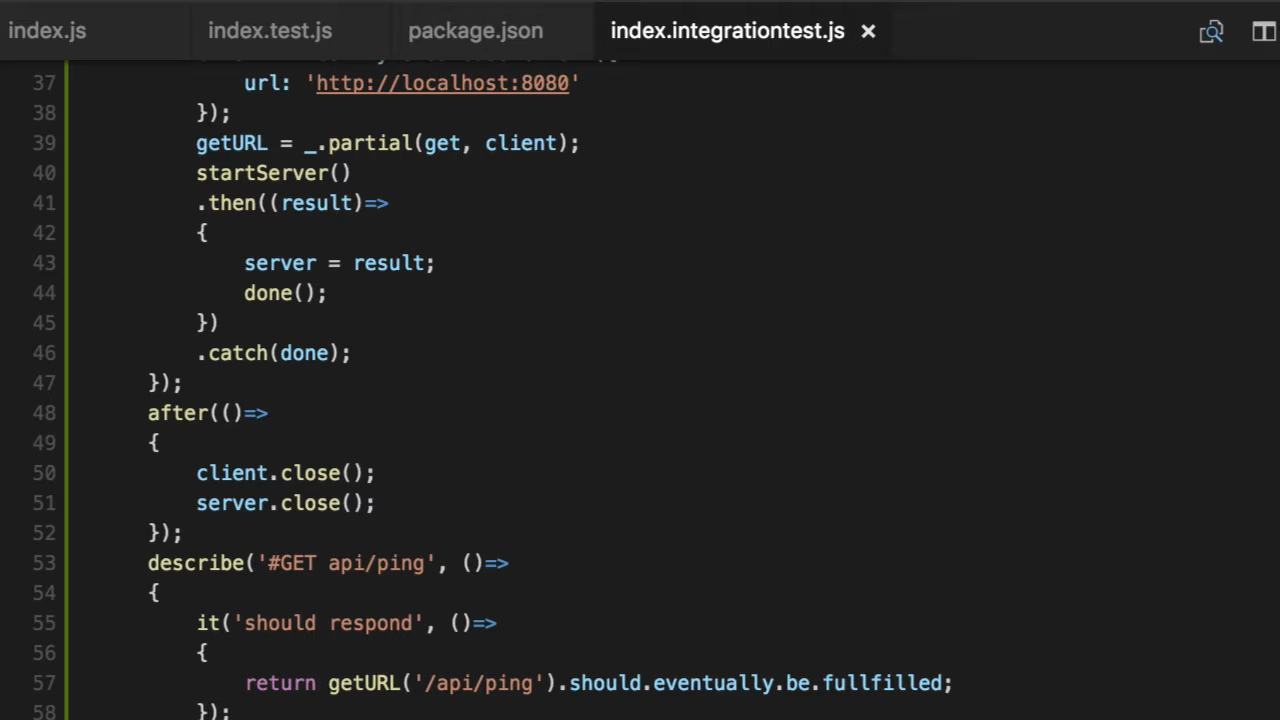 index.js index.test.js package.json index.integrationtest.js ×
37 url: 'http://localhost:8080'
38 });
39 getURL = _.partial(get, client);
40 startServer()
41 .then((result)=>
42 {
43 server = result;
44 done();
45 })
46 .catch(done);
47 });
48 after(()=>
49 {
50 client.close();
51 server.close();
52 });
53 describe('#GET api/ping', ()=>
54 {
55 it('should respond', ()=>
56 {
57 return getURL('/api/ping').should.eventually.be.fullfilled;
58 });